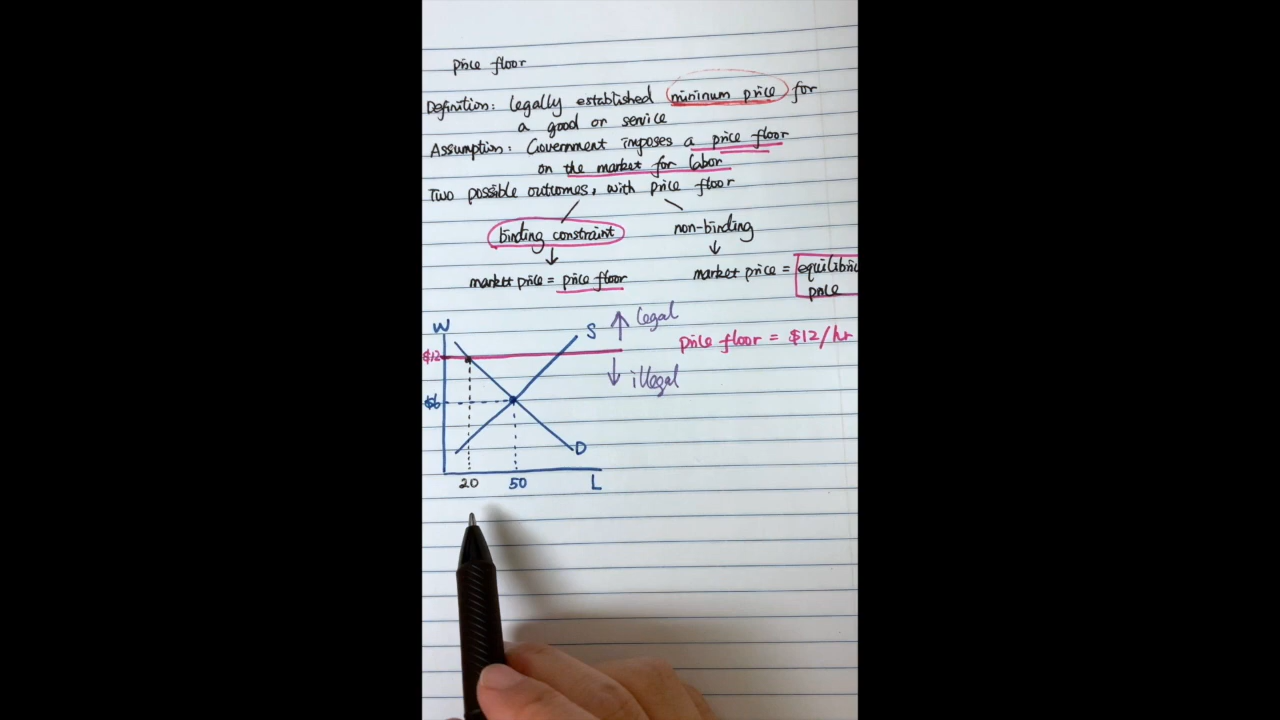 price floor
Definition: legally established minimum price for
a good or service
Assumption: Government imposes a price floor
on the market for labor
Two possible outcomes, with price floor
binding constraint
non-binding
market price = price floor
market price = equilibriu
price
W
S
legal
$12
price floor = $12/hr
illegal
$6
D
20
50
L